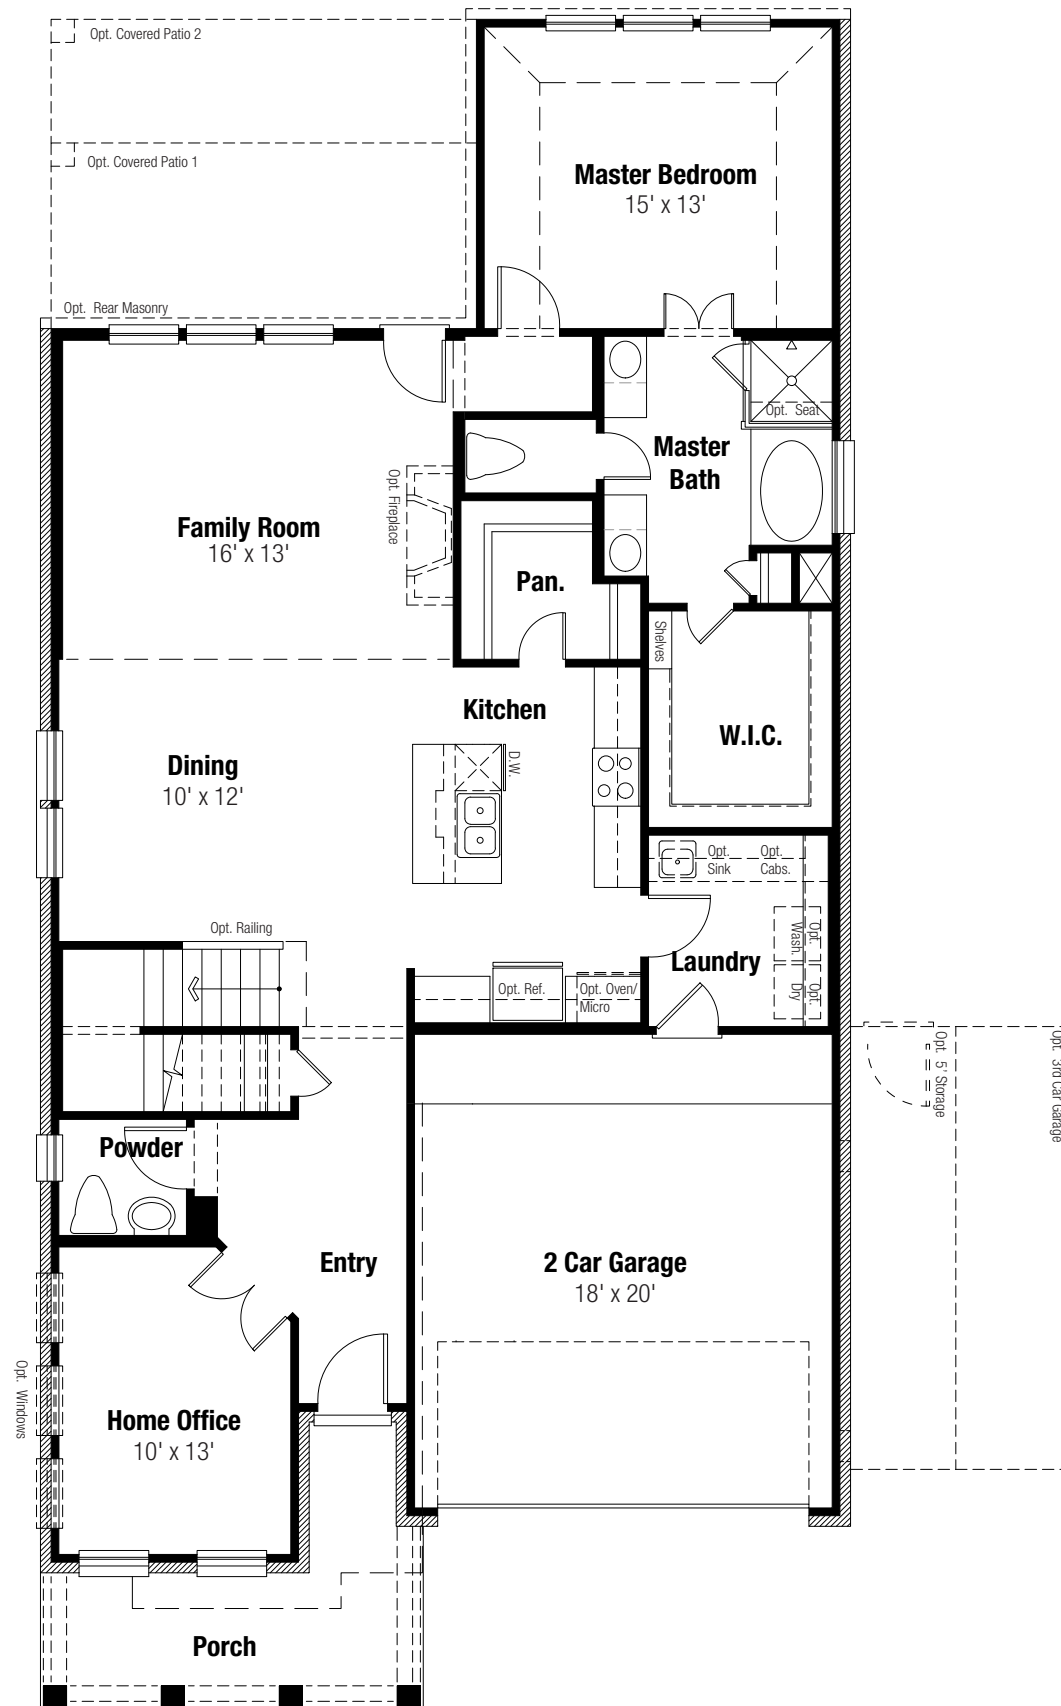 Opt. Covered Patio 2
Opt. Covered Patio 1
Master Bedroom
15' x 13'
Opt. Rear Masonry
Opt. Seat
Master
Bath
Opt. Fireplace
Family Room
16' x 13'
Pan.
Shelves
Kitchen
W.I.C.
D.W.
Dining
10' x 12'
Opt.
Sink
Opt.
Cabs.
Opt. Railing
Opt.
Wash.
Laundry
Opt.
Dry
Opt. Ref.
Opt. Oven/
Micro
Opt. 5' Storage
Opt. 3rd Car Garage
Powder
Entry
2 Car Garage
18' x 20'
Opt. Windows
Home Office
10' x 13'
Porch